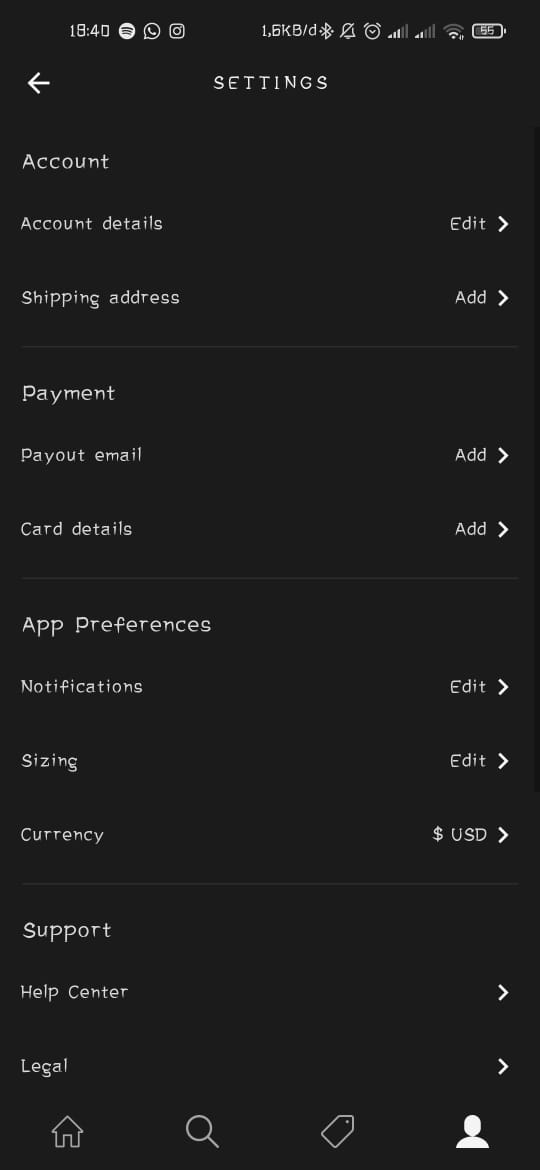 18:40 1,6KB/d 55
SETTINGS
Account
Account details Edit
Shipping address Add
Payment
Payout email Add
Card details Add
App Preferences
Notifications Edit
Sizing Edit
Currency $ USD
Support
Help Center
Legal